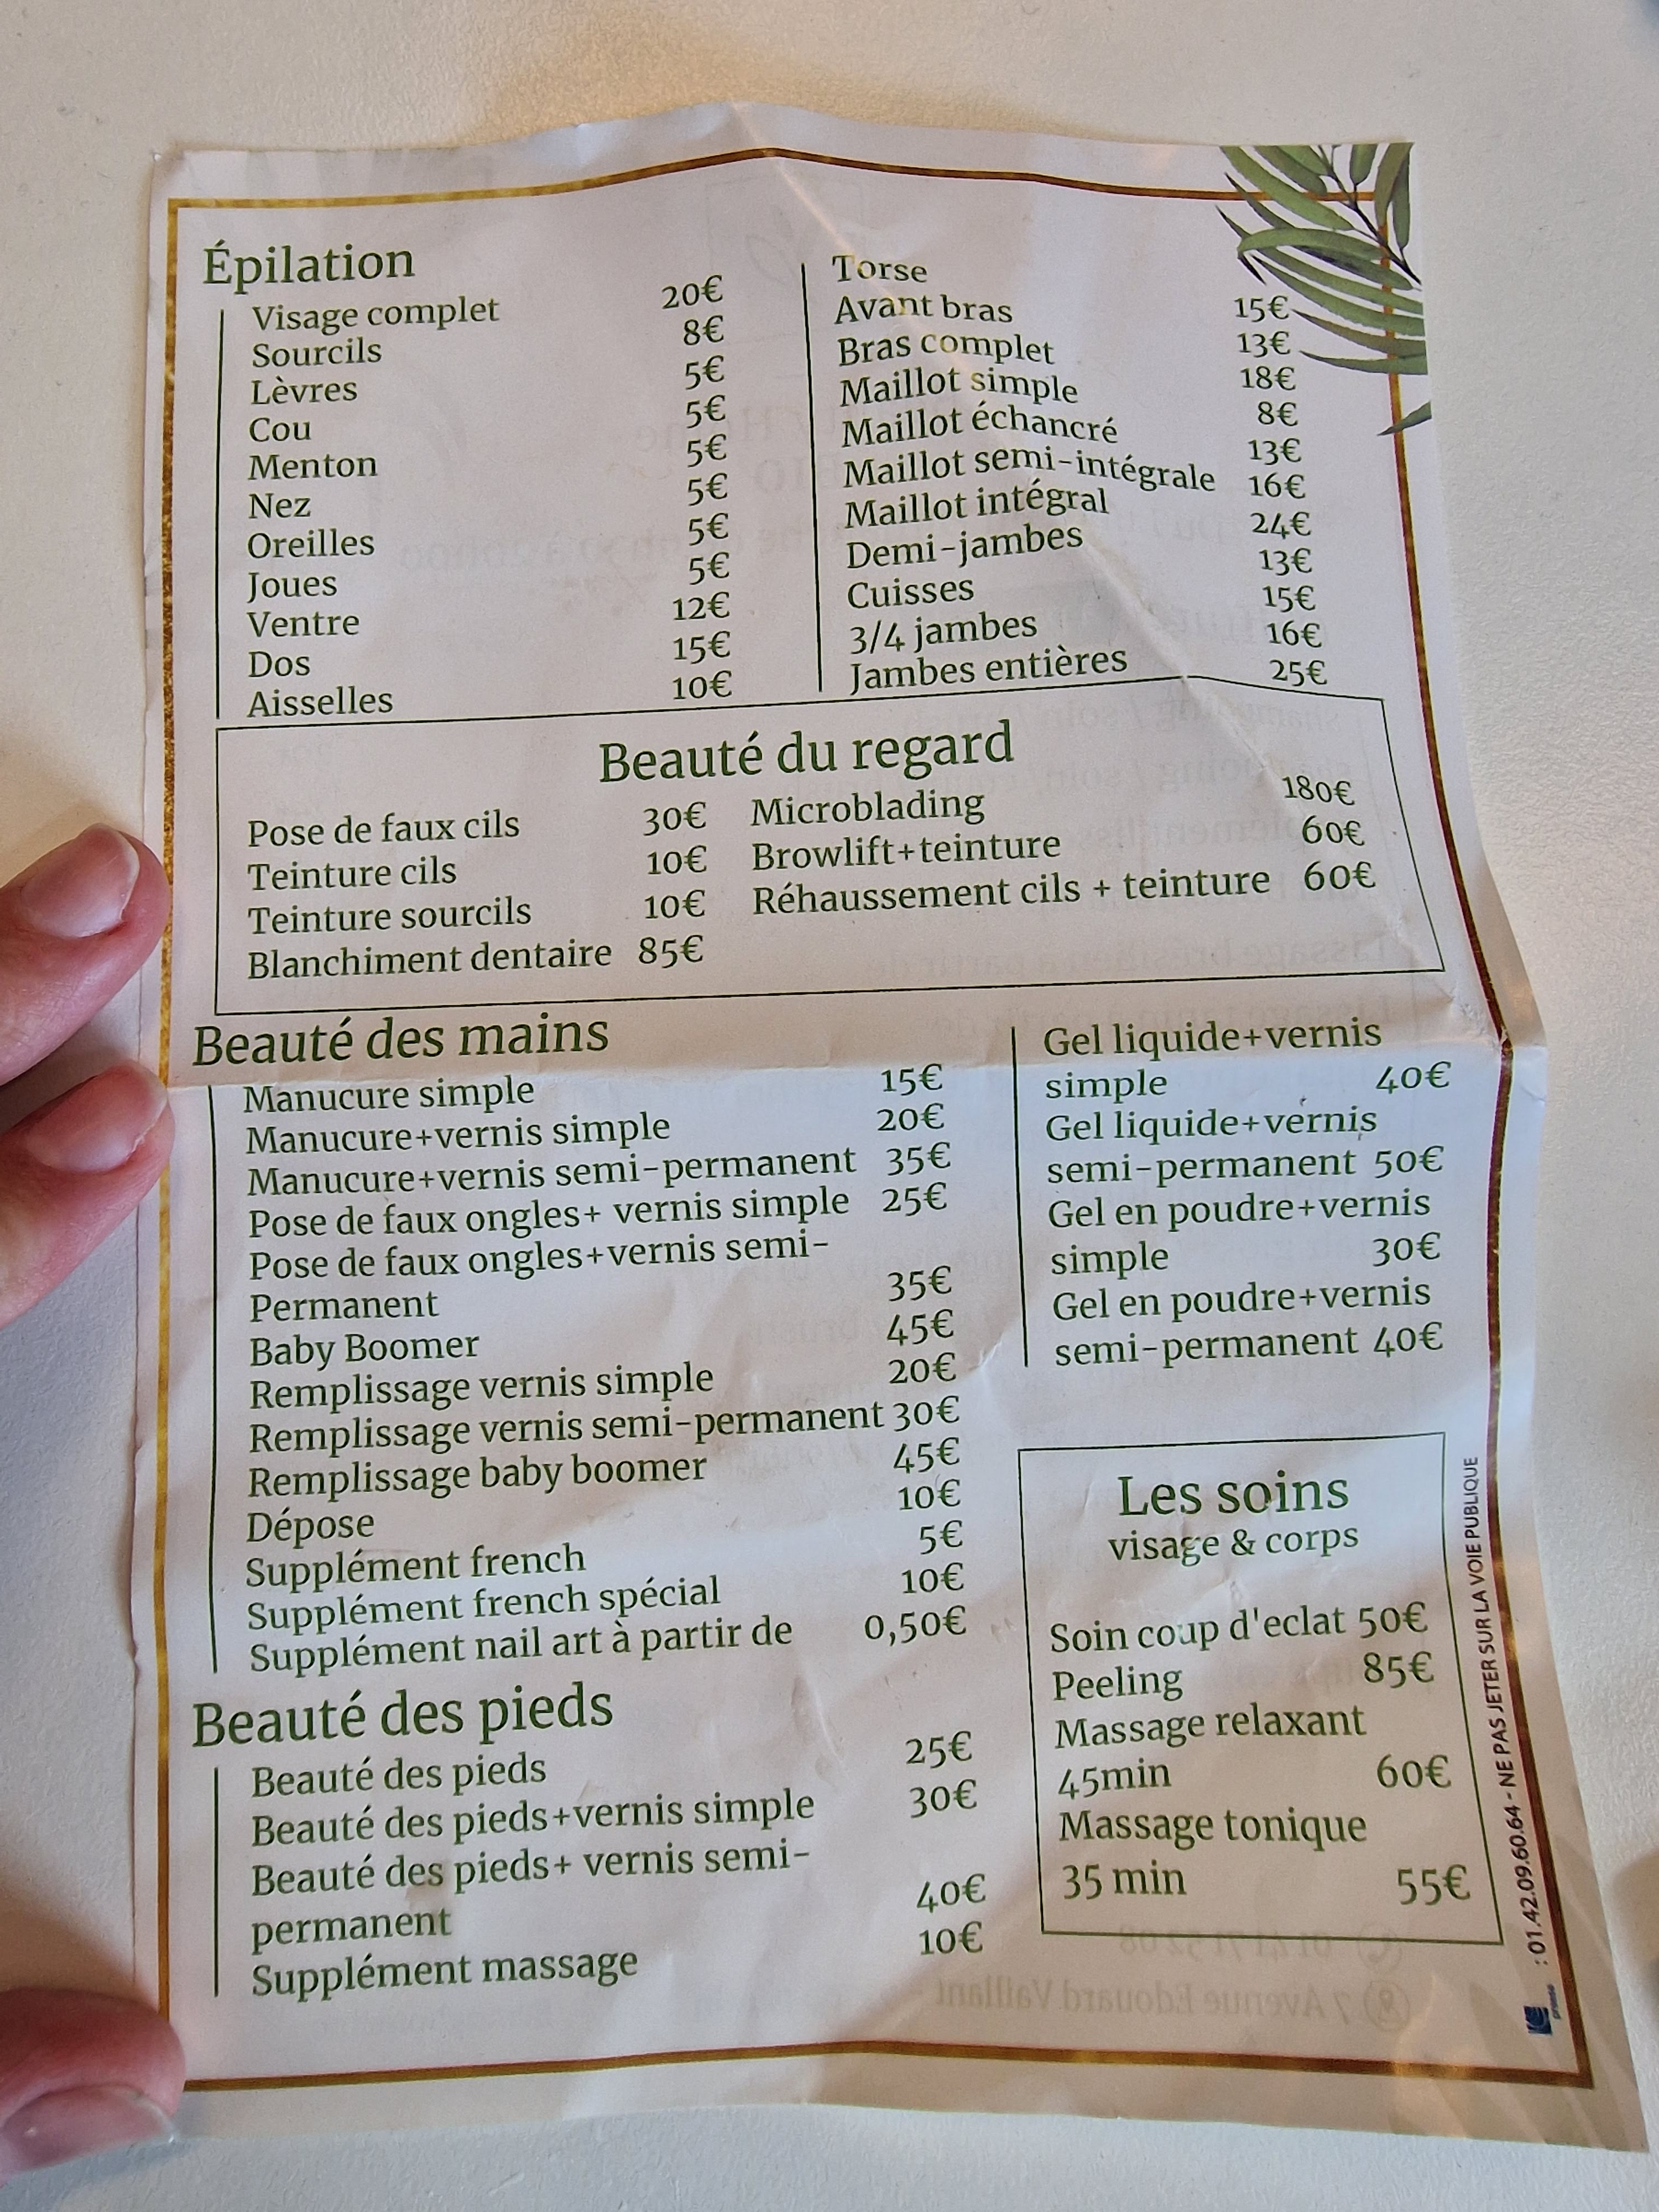 Épilation
Visage complet 20€
Sourcils 8€
Lèvres 5€
Cou 5€
Menton 5€
Nez 5€
Oreilles 5€
Joues 5€
Ventre 12€
Dos 15€
Aisselles 10€
Torse 15€
Avant bras 13€
Bras complet 18€
Maillot simple 8€
Maillot échancré 13€
Maillot semi-intégrale 16€
Maillot intégral 24€
Demi-jambes 13€
Cuisses 15€
3/4 jambes 16€
Jambes entières 25€
Beauté du regard
Pose de faux cils 30€
Teinture cils 10€
Teinture sourcils 10€
Blanchiment dentaire 85€
Microblading 180€
Browlift+teinture 60€
Réhaussement cils + teinture 60€
Beauté des mains
Manucure simple 15€
Manucure+vernis simple 20€
Manucure+vernis semi-permanent 35€
Pose de faux ongles+ vernis simple 25€
Pose de faux ongles+vernis semi-
Permanent 35€
Baby Boomer 45€
Remplissage vernis simple 20€
Remplissage vernis semi-permanent 30€
Remplissage baby boomer 45€
Dépose 10€
Supplément french 5€
Supplément french spécial 10€
Supplément nail art à partir de 0,50€
Gel liquide+vernis
simple 40€
Gel liquide+vernis
semi-permanent 50€
Gel en poudre+vernis
simple 30€
Gel en poudre+vernis
semi-permanent 40€
Beauté des pieds
Beauté des pieds 25€
Beauté des pieds+vernis simple 30€
Beauté des pieds+ vernis semi-
permanent 40€
Supplément massage 10€
Les soins
visage & corps
Soin coup d'eclat 50€
Peeling 85€
Massage relaxant
45min 60€
Massage tonique
35 min 55€
: 01.42.09.60.64 - NE PAS JETER SUR LA VOIE PUBLIQUE